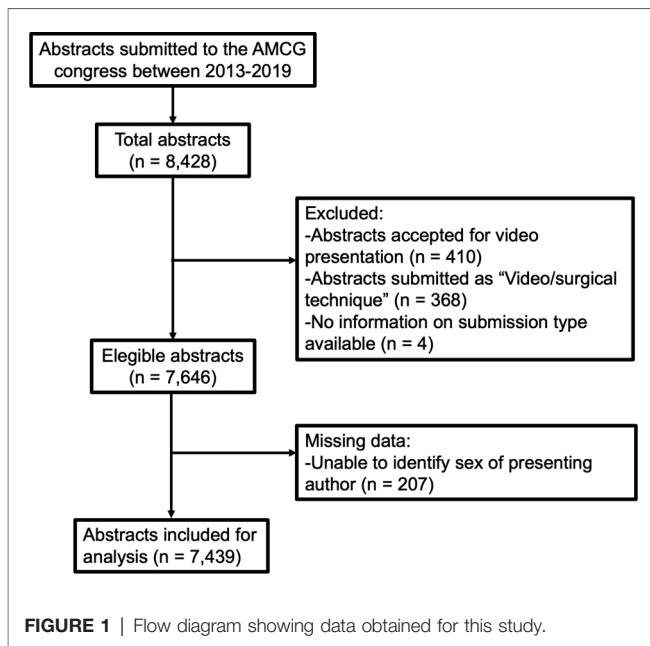 Abstracts submitted to the AMCG
congress between 2013-2019
Total abstracts
(n = 8,428)
Excluded:
-Abstracts accepted for video
presentation (n = 410)
-Abstracts submitted as “Video/surgical
technique” (n = 368)
-No information on submission type
available (n = 4)
Elegible abstracts
(n = 7,646)
Missing data:
-Unable to identify sex of presenting
author (n = 207)
Abstracts included for
analysis (n = 7,439)
FIGURE 1 | Flow diagram showing data obtained for this study.